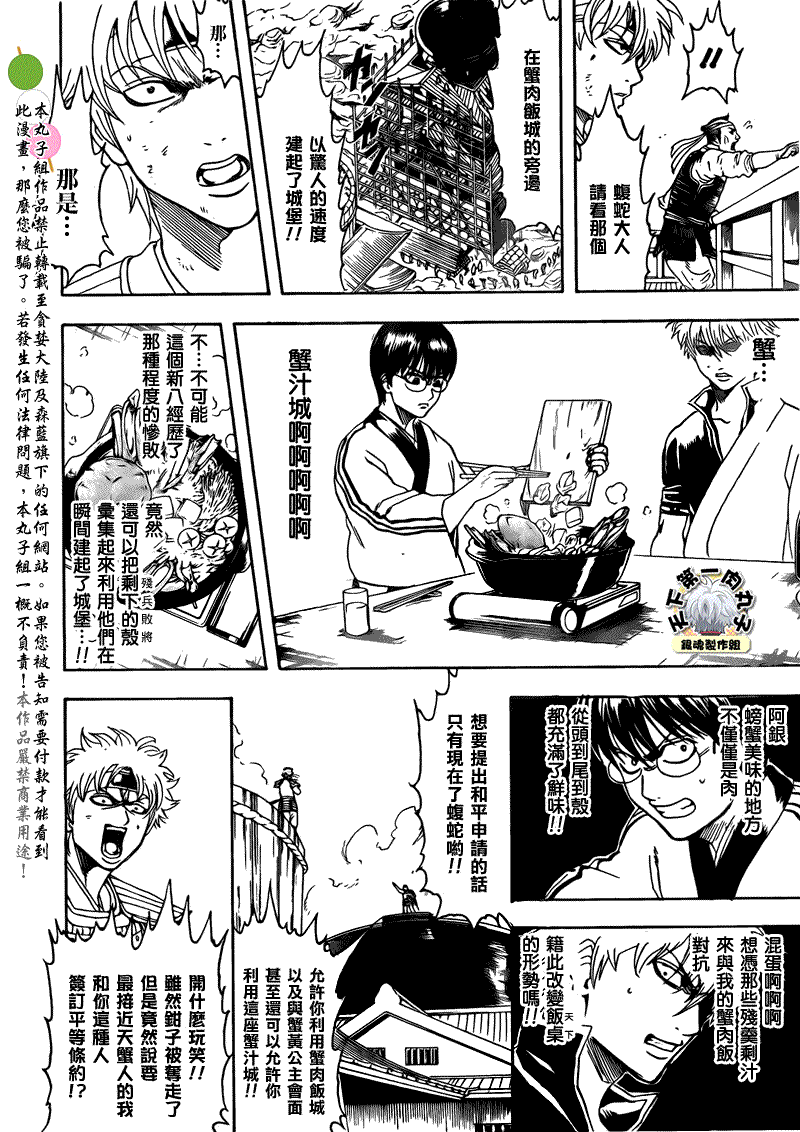 !!
蝮蛇大人
請看那個
在蟹肉飯城的旁邊
以驚人的速度
建起了城堡!!
那…
那是…
蟹…
蟹汁城啊啊啊啊啊
不…不可能
這個新八經歷了
那種程度的慘敗
竟然
還可以把剩下的殼
殘兵敗將
彙集起來利用他們在
瞬間建起了城堡…!!
天下第一肉丸子
銀魂製作組
阿銀
螃蟹美味的地方
不僅僅是肉
從頭到尾到殼
都充滿了鮮味!!
混蛋啊啊啊
想憑那些殘羹剩汁
來與我的蟹肉飯
對抗
藉此改變飯桌
天下
的形勢嗎!!
想要提出和平申請的話
只有現在了蝮蛇喲!!
允許你利用蟹肉飯城
以及與蟹黃公主會面
甚至還可以允許你
利用這座蟹汁城!!
開什麼玩笑!!
雖然鉗子被奪走了
但是竟然說要
最接近天蟹人的我
和你這種人
簽訂平等條約!?
本丸子組作品禁止轉載至貪婪大陸及森藍旗下的任何網站。如果您被告知需要付款才能看到
此漫畫，那麼您被騙了。若發生任何法律問題，本丸子組一概不負責！本作品嚴禁商業用途！